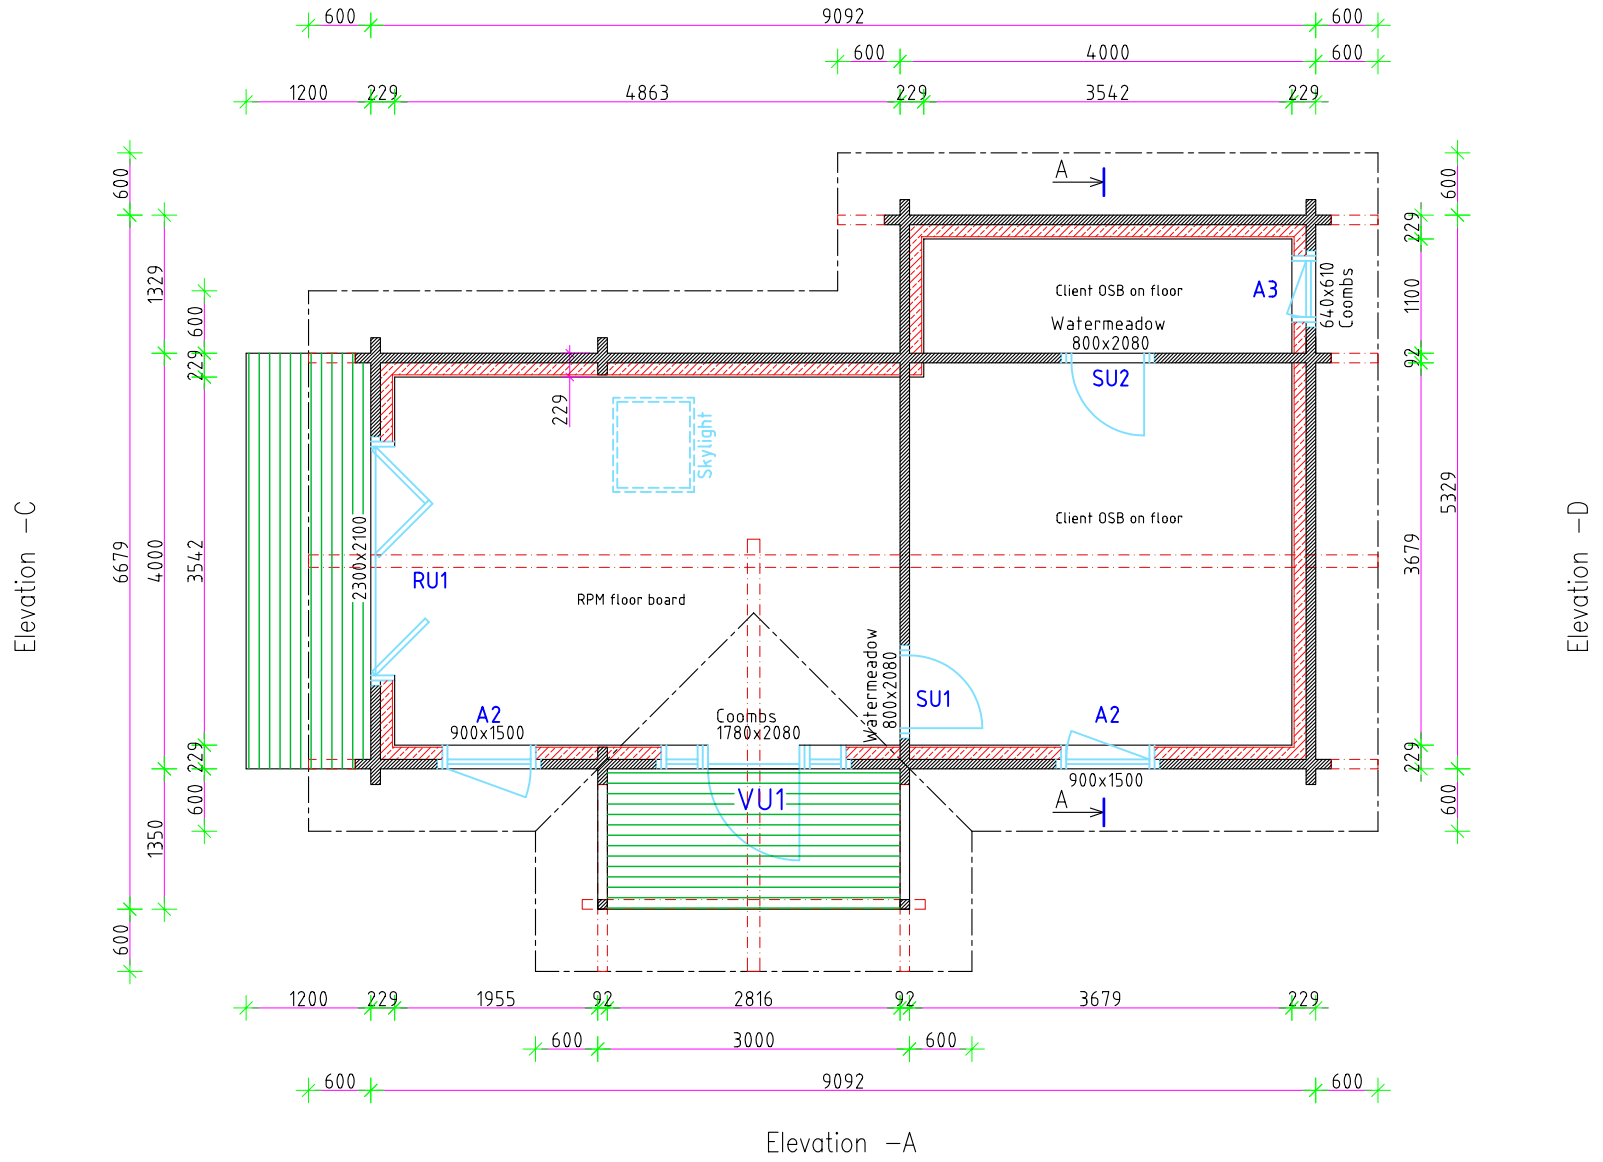 600 9092 600
600 4000 600
1200 229 4863 229 3542 229
600
600
A
1329
229
600
Client OSB on floor
A3
640x610
Coombs
1100
Watermeadow
800x2080
229
92
SU2
229
Skylight
Elevation -C
6679
4000
3542
2300x2100
RU1
RPM floor board
Client OSB on floor
3679
5329
Elevation -D
Watermeadow
800x2080
SU1
A2
900x1500
Coombs
1780x2080
A2
900x1500
229
229
600
VU1
A
600
1350
600
1200 229 1955 92 2816 92 3679 229
600 3000 600
600 9092 600
Elevation -A